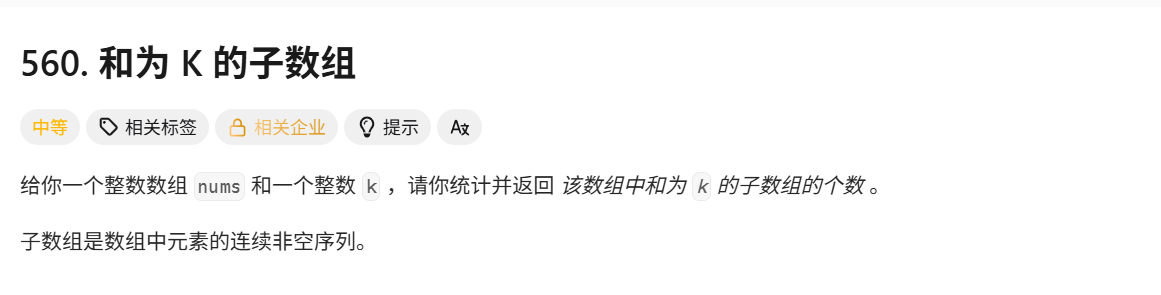 560. 和为 K 的子数组
中等 相关标签 相关企业 提示 A文
给你一个整数数组 nums 和一个整数 k ，请你统计并返回 该数组中和为 k 的子数组的个数 。
子数组是数组中元素的连续非空序列。